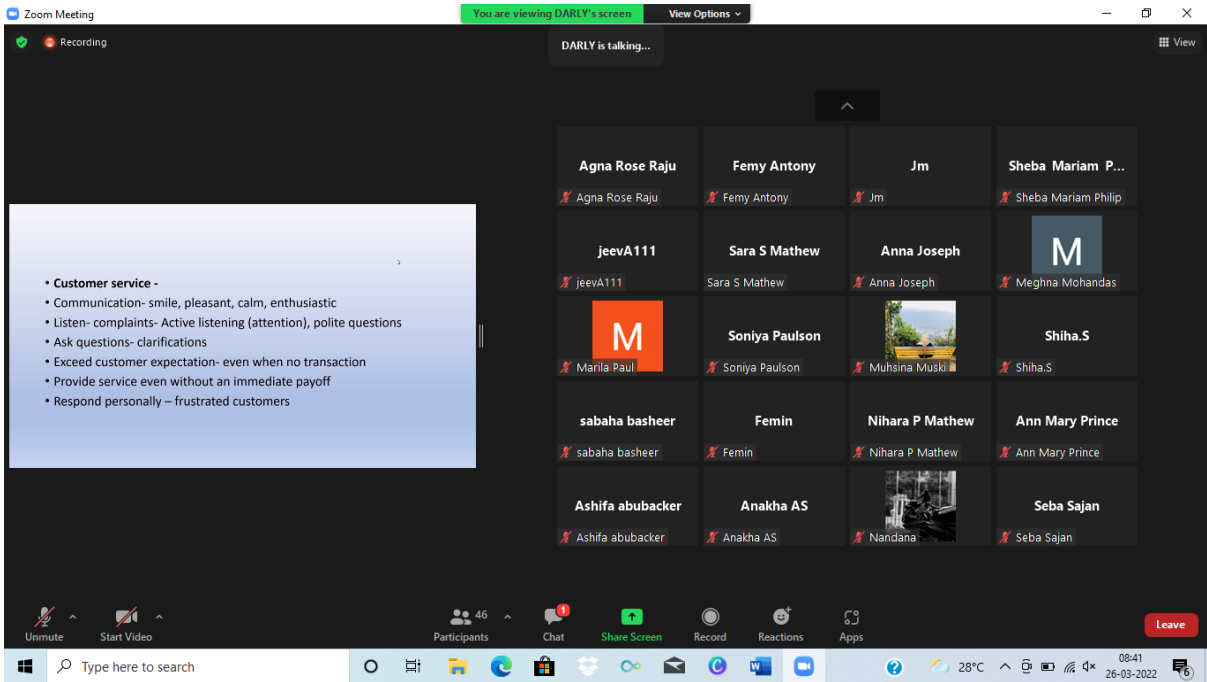 Zoom Meeting
You are viewing DARLY's screen
View Options
Recording
DARLY is talking...
View
Agna Rose Raju
Femy Antony
Jm
Sheba Mariam P...
Agna Rose Raju
Femy Antony
Jm
Sheba Mariam Philip
jeevA111
Sara S Mathew
Anna Joseph
M
jeevA111
Sara S Mathew
Anna Joseph
Meghna Mohandas
M
Soniya Paulson
Shiha.S
Marila Paul
Soniya Paulson
Muhsina Muski
Shiha.S
sabaha basheer
Femin
Nihara P Mathew
Ann Mary Prince
sabaha basheer
Femin
Nihara P Mathew
Ann Mary Prince
Ashifa abubacker
Anakha AS
Seba Sajan
Ashifa abubacker
Anakha AS
Nandana
Seba Sajan
• Customer service -
• Communication- smile, pleasant, calm, enthusiastic
• Listen- complaints- Active listening (attention), polite questions
• Ask questions- clarifications
• Exceed customer expectation- even when no transaction
• Provide service even without an immediate payoff
• Respond personally – frustrated customers
Unmute
Start Video
46
Participants
1
Chat
Share Screen
Record
Reactions
Apps
Leave
Type here to search
28°C
08:41
26-03-2022
6